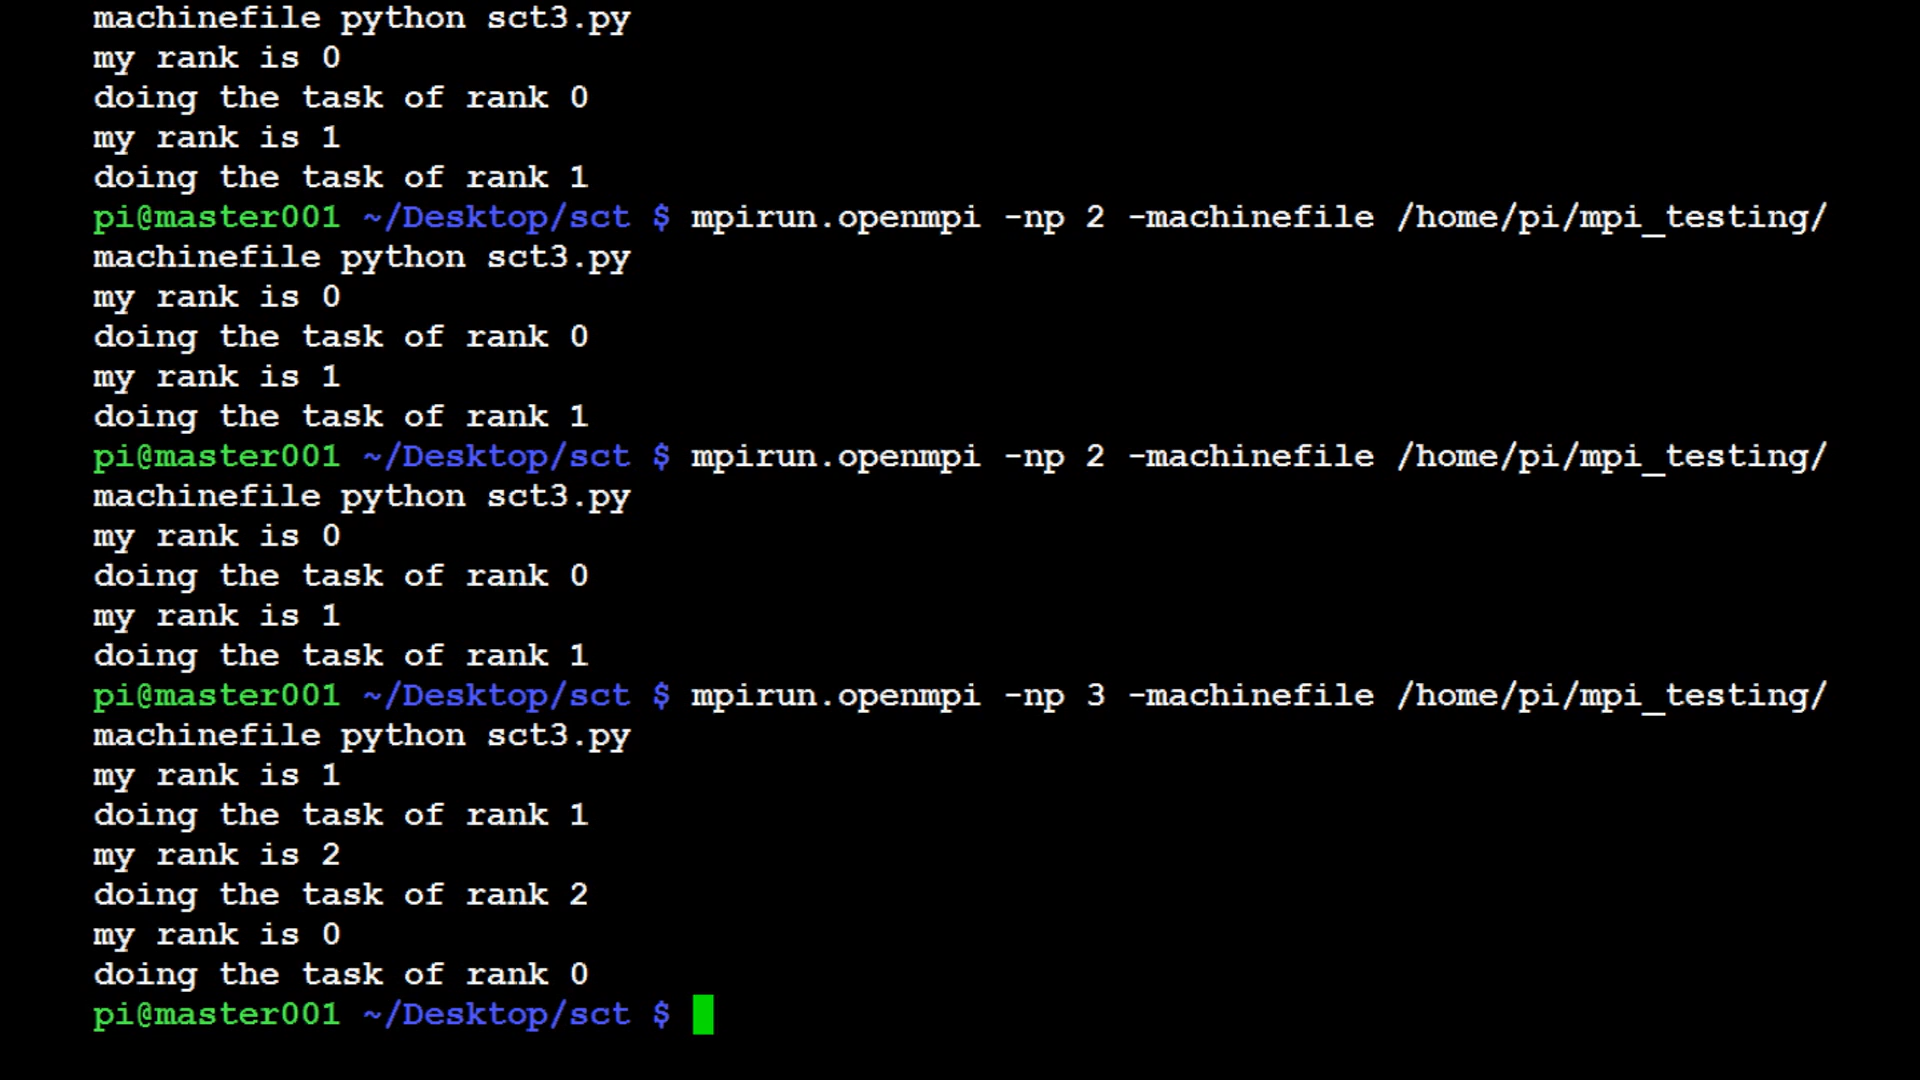 machinefile python sct3.py
my rank is 0
doing the task of rank 0
my rank is 1
doing the task of rank 1
pi@master001 ~/Desktop/sct $ mpirun.openmpi -np 2 -machinefile /home/pi/mpi_testing/
machinefile python sct3.py
my rank is 0
doing the task of rank 0
my rank is 1
doing the task of rank 1
pi@master001 ~/Desktop/sct $ mpirun.openmpi -np 2 -machinefile /home/pi/mpi_testing/
machinefile python sct3.py
my rank is 0
doing the task of rank 0
my rank is 1
doing the task of rank 1
pi@master001 ~/Desktop/sct $ mpirun.openmpi -np 3 -machinefile /home/pi/mpi_testing/
machinefile python sct3.py
my rank is 1
doing the task of rank 1
my rank is 2
doing the task of rank 2
my rank is 0
doing the task of rank 0
pi@master001 ~/Desktop/sct $